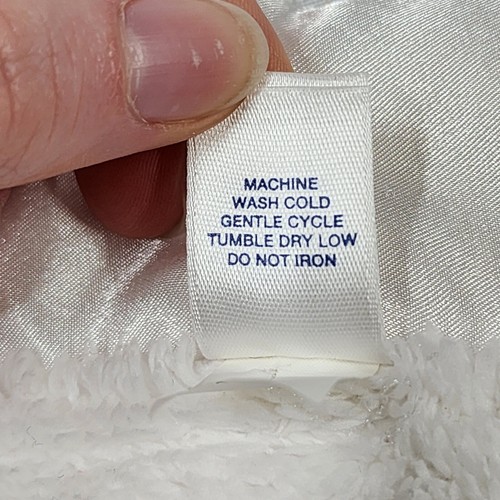 MACHINE
WASH COLD
GENTLE CYCLE
TUMBLE DRY LOW
DO NOT IRON